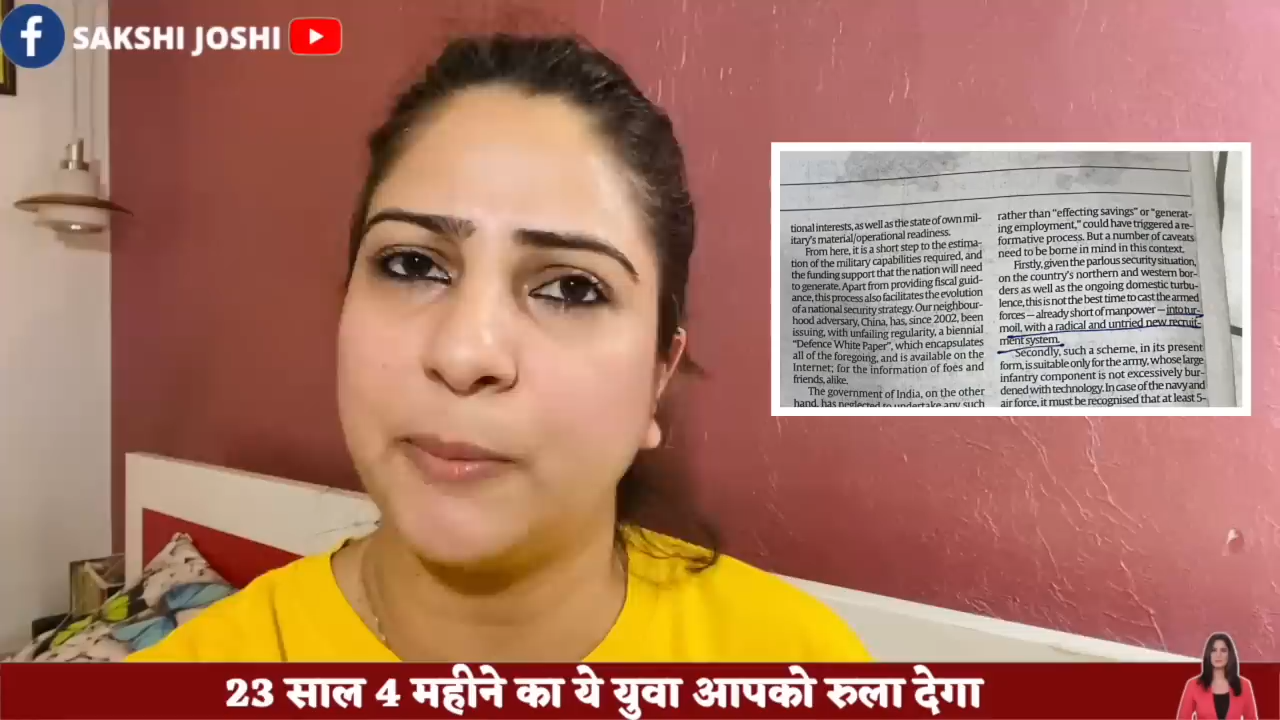 SAKSHI JOSHI
tional interests, as well as the state of own mil-
itary's material/operational readiness.
From here, it is a short step to the estima-
tion of the military capabilities required, and
the funding support that the nation will need
to generate. Apart from providing fiscal guid-
ance, this process also facilitates the evolution
of a national security strategy. Our neighbour-
hood adversary, China, has, since 2002, been
issuing, with unfailing regularity, a biennial
"Defence White Paper", which encapsulates
all of the foregoing, and is available on the
Internet; for the information of foes and
friends, alike.
The government of India, on the other
hand, has neglected to undertake any such
rather than "effecting savings" or "generat-
ing employment," could have triggered a re-
formative process. But a number of caveats
need to be borne in mind in this context.
Firstly, given the parlous security situation,
on the country's northern and western bor-
ders as well as the ongoing domestic turbu-
lence, this is not the best time to cast the armed
forces — already short of manpower — into tur-
moil, with a radical and untried new recruit-
ment system.
Secondly, such a scheme, in its present
form, is suitable only for the army, whose large
infantry component is not excessively bur-
dened with technology. In case of the navy and
air force, it must be recognised that at least 5-
23 साल 4 महीने का ये युवा आपको रुला देगा